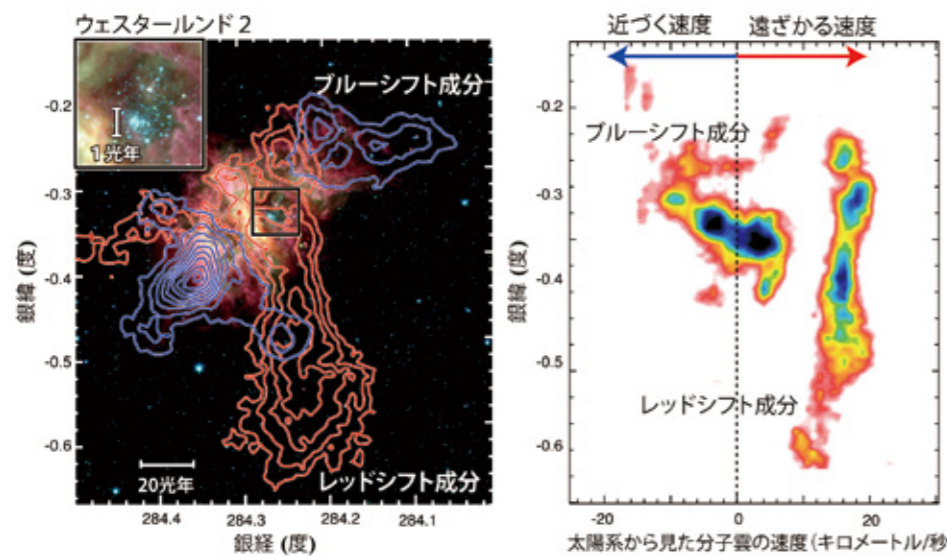 ウェスタールンド２
近づく速度 遠ざかる速度
ブルーシフト成分
１光年
ブルーシフト成分
-0.2
-0.3
-0.4
-0.5
-0.6
銀緯 (度)
20光年
レッドシフト成分
284.4 284.3 284.2 284.1
銀経 (度)
-0.2
-0.3
-0.4
-0.5
-0.6
銀緯 (度)
レッドシフト成分
-20 0 20
太陽系から見た分子雲の速度(キロメートル/秒